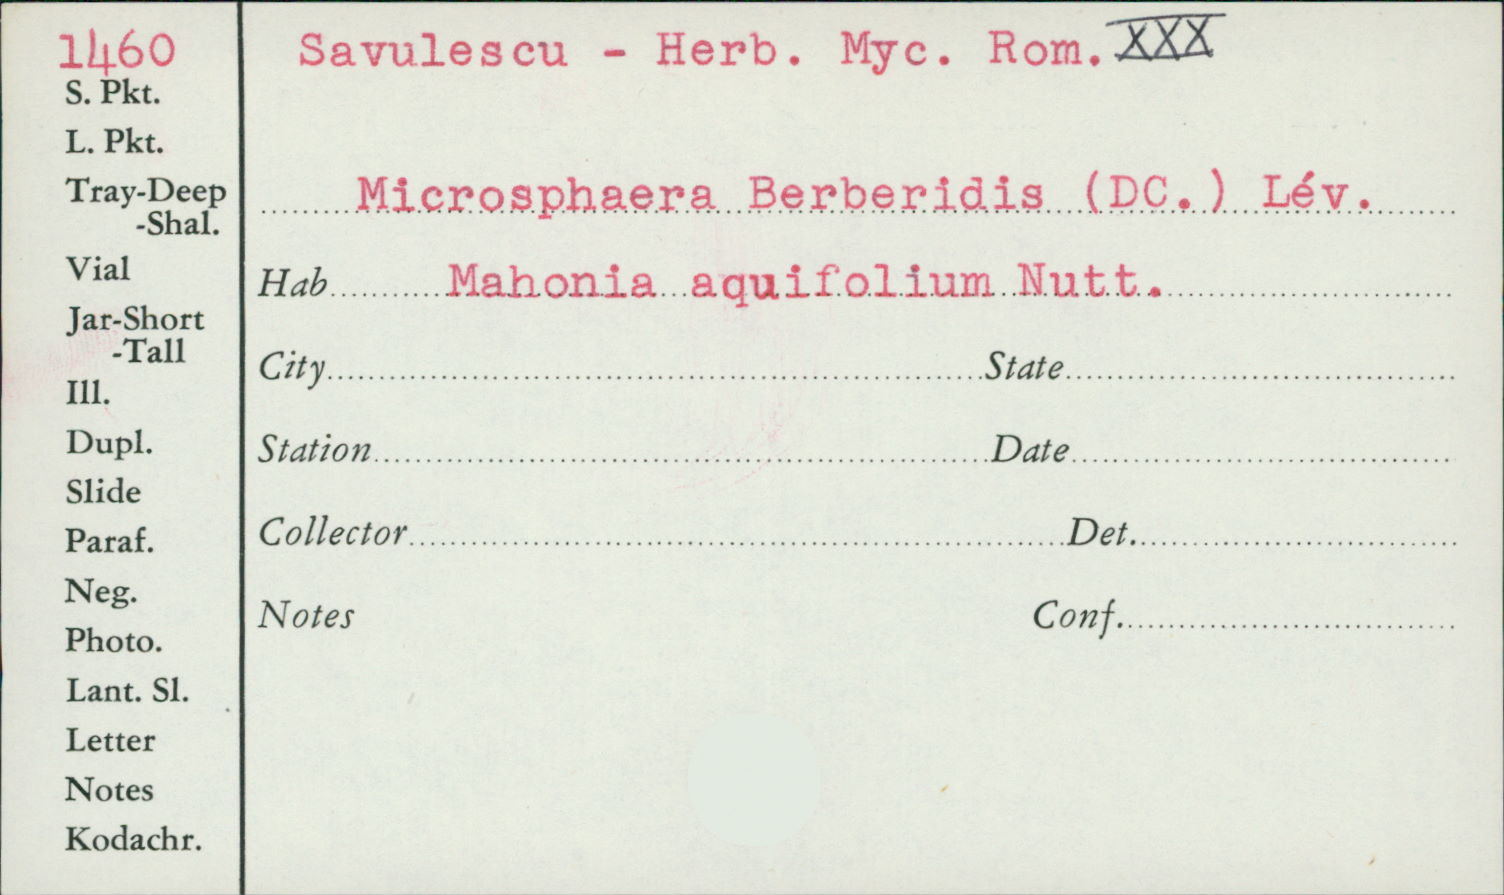 1460
Savulescu - Herb. Myc. Rom. XXX
S. Pkt.
L. Pkt.
Tray-Deep
-Shal.
Vial
Jar-Short
-Tall
Ill.
Dupl.
Slide
Paraf.
Neg.
Photo.
Lant. Sl.
Letter
Notes
Kodachr.
Microsphaera Berberidis (DC.) Lév.
Hab Mahonia aquifolium Nutt.
City State
Station Date
Collector Det.
Notes Conf.